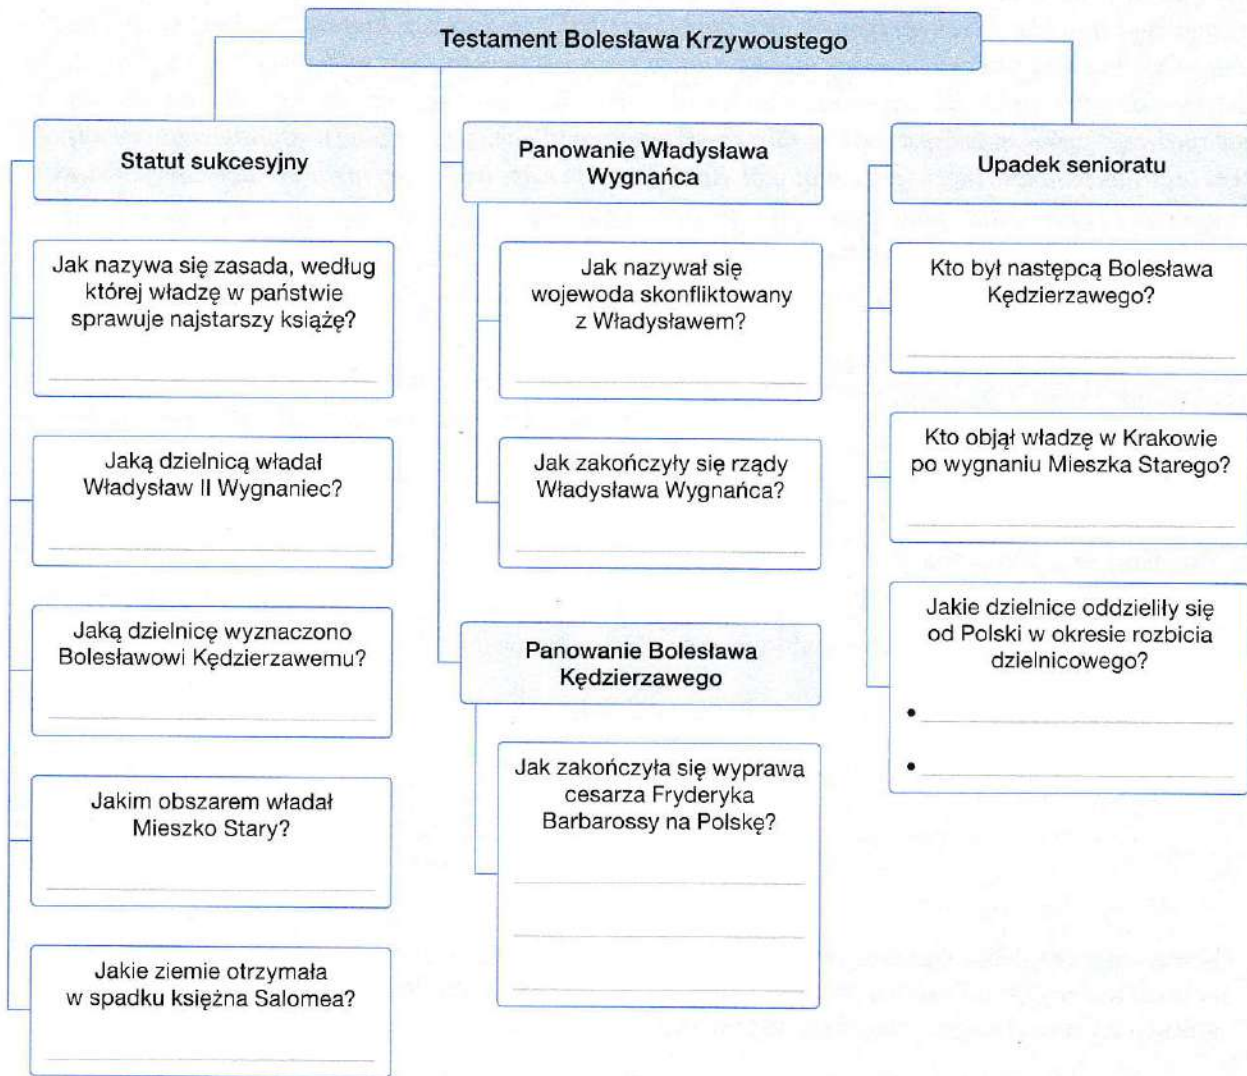 Testament Bolesława Krzywoustego
Statut sukcesyjny
Jak nazywa się zasada, według
której władzę w państwie
sprawuje najstarszy książę?
Jaką dzielnicą władał
Władysław II Wygnaniec?
Jaką dzielnicę wyznaczono
Bolesławowi Kędzierzawemu?
Jakim obszarem władał
Mieszko Stary?
Jakie ziemie otrzymała
w spadku księżna Salomea?
Panowanie Władysława
Wygnańca
Jak nazywał się
wojewoda skonfliktowany
z Władysławem?
Jak zakończyły się rządy
Władysława Wygnańca?
Panowanie Bolesława
Kędzierzawego
Jak zakończyła się wyprawa
cesarza Fryderyka
Barbarossy na Polskę?
Upadek senioratu
Kto był następcą Bolesława
Kędzierzawego?
Kto objął władzę w Krakowie
po wygnaniu Mieszka Starego?
Jakie dzielnice oddzieliły się
od Polski w okresie rozbicia
dzielnicowego?
•
•